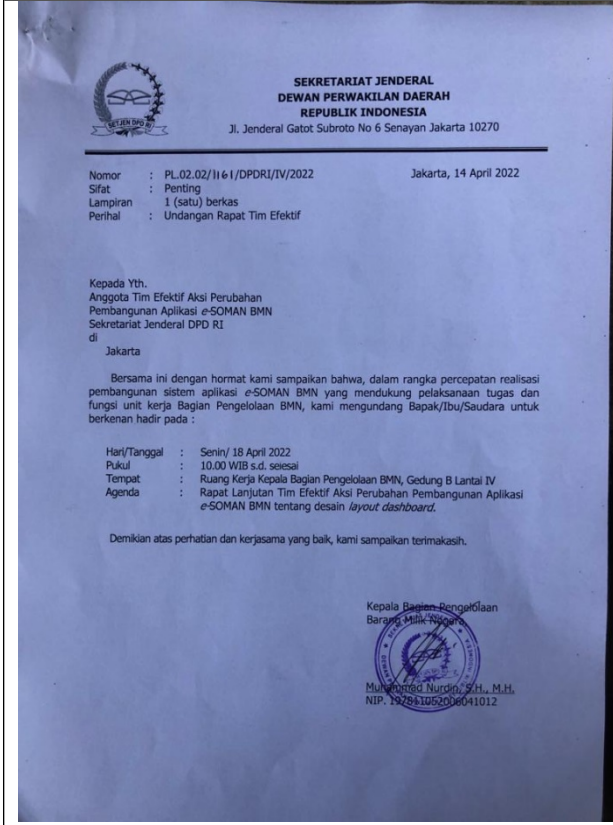 SEKRETARIAT JENDERAL
DEWAN PERWAKILAN DAERAH
REPUBLIK INDONESIA
Jl. Jenderal Gatot Subroto No 6 Senayan Jakarta 10270
SETJEN DPD RI
Nomor : PL.02.02/1161/DPDRI/IV/2022 Jakarta, 14 April 2022
Sifat : Penting
Lampiran 1 (satu) berkas
Perihal : Undangan Rapat Tim Efektif
Kepada Yth.
Anggota Tim Efektif Aksi Perubahan
Pembangunan Aplikasi e-SOMAN BMN
Sekretariat Jenderal DPD RI
di
Jakarta
Bersama ini dengan hormat kami sampaikan bahwa, dalam rangka percepatan realisasi
pembangunan sistem aplikasi e-SOMAN BMN yang mendukung pelaksanaan tugas dan
fungsi unit kerja Bagian Pengelolaan BMN, kami mengundang Bapak/Ibu/Saudara untuk
berkenan hadir pada :
Hari/Tanggal : Senin/ 18 April 2022
Pukul : 10.00 WIB s.d. selesai
Tempat : Ruang Kerja Kepala Bagian Pengelolaan BMN, Gedung B Lantai IV
Agenda : Rapat Lanjutan Tim Efektif Aksi Perubahan Pembangunan Aplikasi
e-SOMAN BMN tentang desain layout dashboard.
Demikian atas perhatian dan kerjasama yang baik, kami sampaikan terimakasih.
Kepala Bagian Pengelolaan
Barang Milik Negara
Muhammad Nurdin, S.H., M.H.
NIP. 197811052006041012